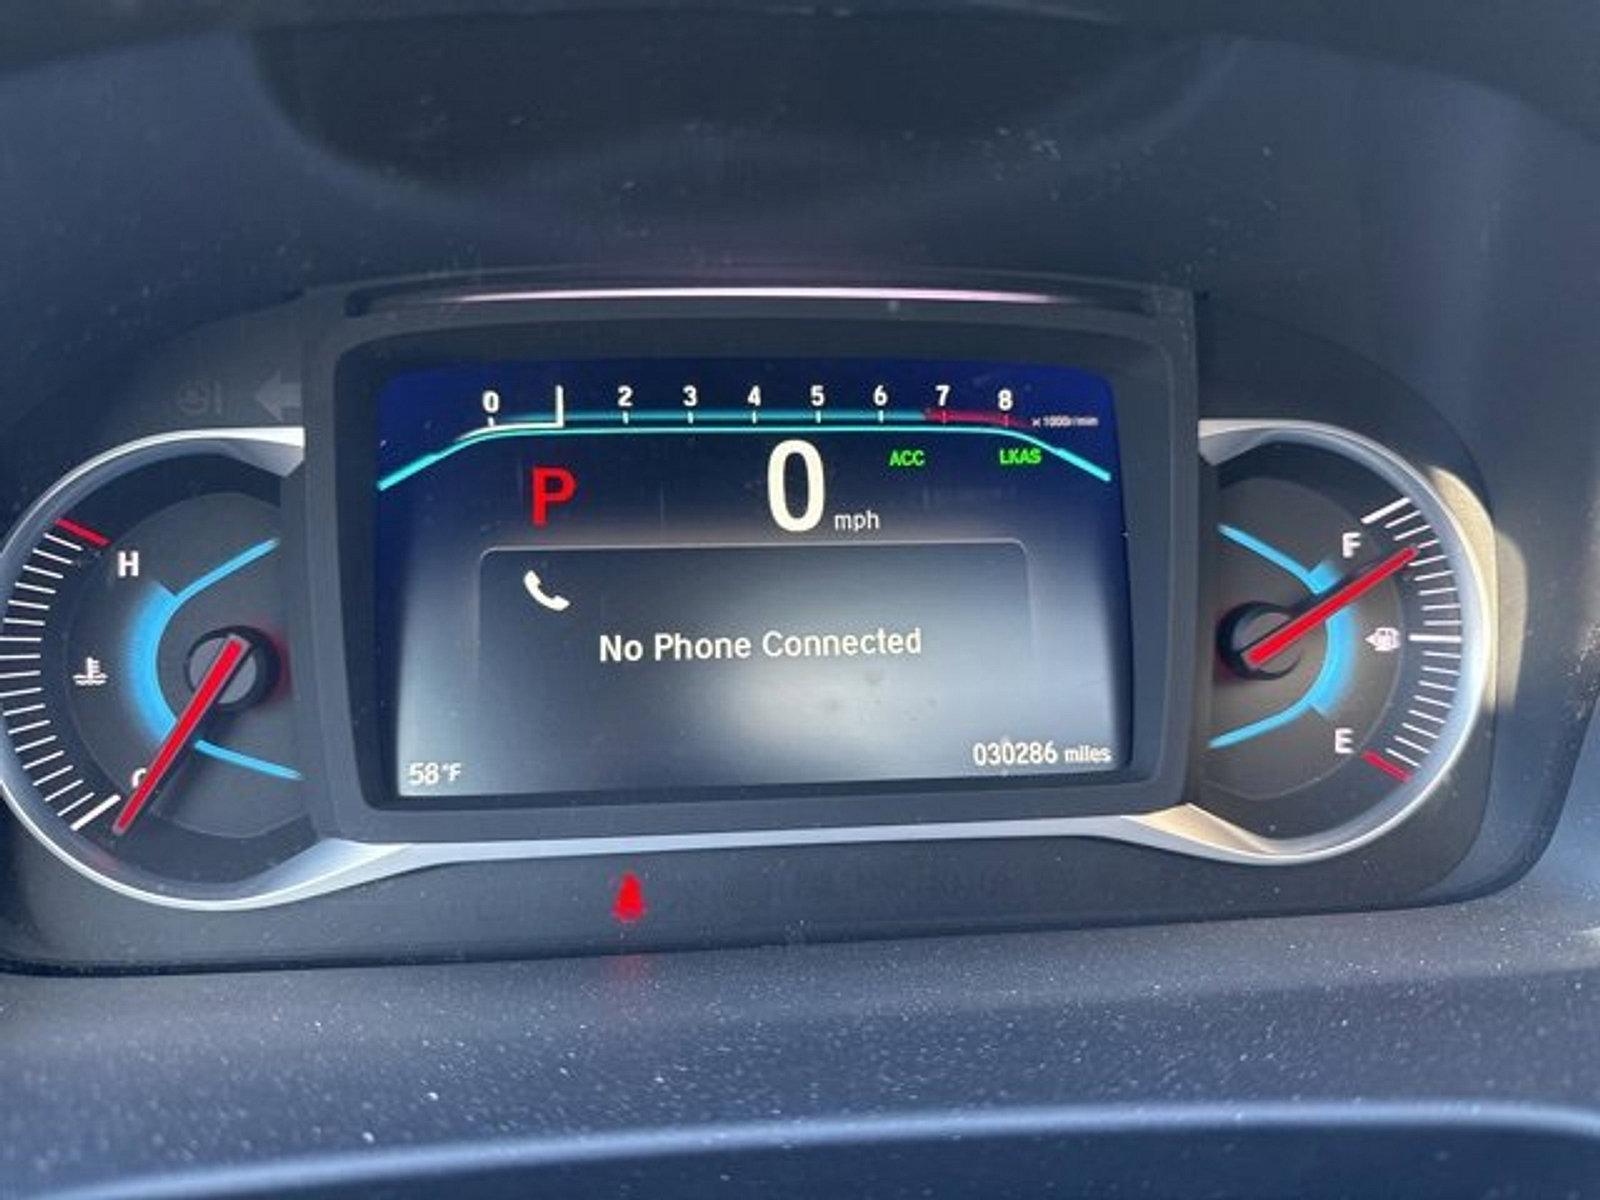 0 2 3 4 5 6 7 8 x 1000r/min
P 0 mph ACC LKAS
H
F
No Phone Connected
E
58°F
030286 miles